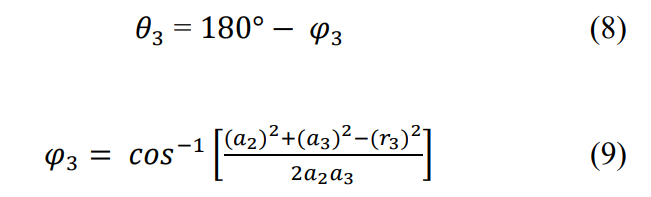 θ₃ = 180° − φ₃ (8)
φ₃ = cos⁻¹ [((a₂)²+(a₃)²−(r₃)²)/(2a₂a₃)] (9)